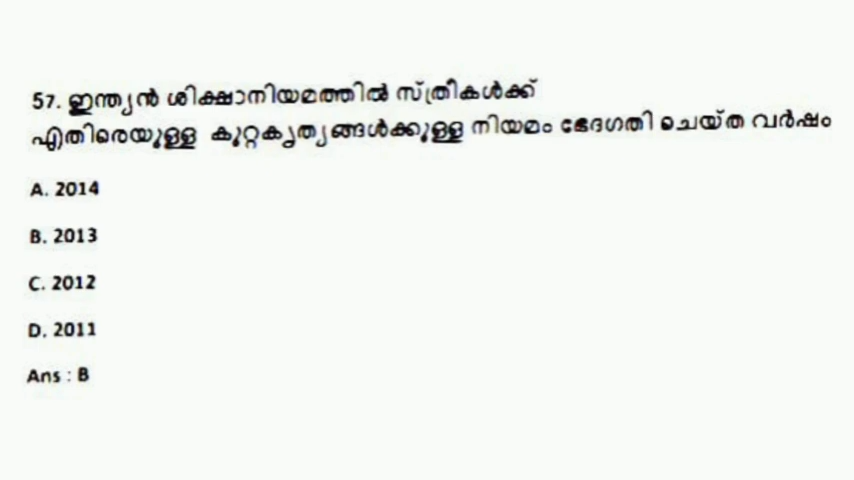 57. ഇന്ത്യൻ ശിക്ഷാനിയമത്തിൽ സ്ത്രീകൾക്ക്
എതിരെയുള്ള കുറ്റകൃത്യങ്ങൾക്കുള്ള നിയമം ഭേദഗതി ചെയ്ത വർഷം
A. 2014
B. 2013
C. 2012
D. 2011
Ans : B